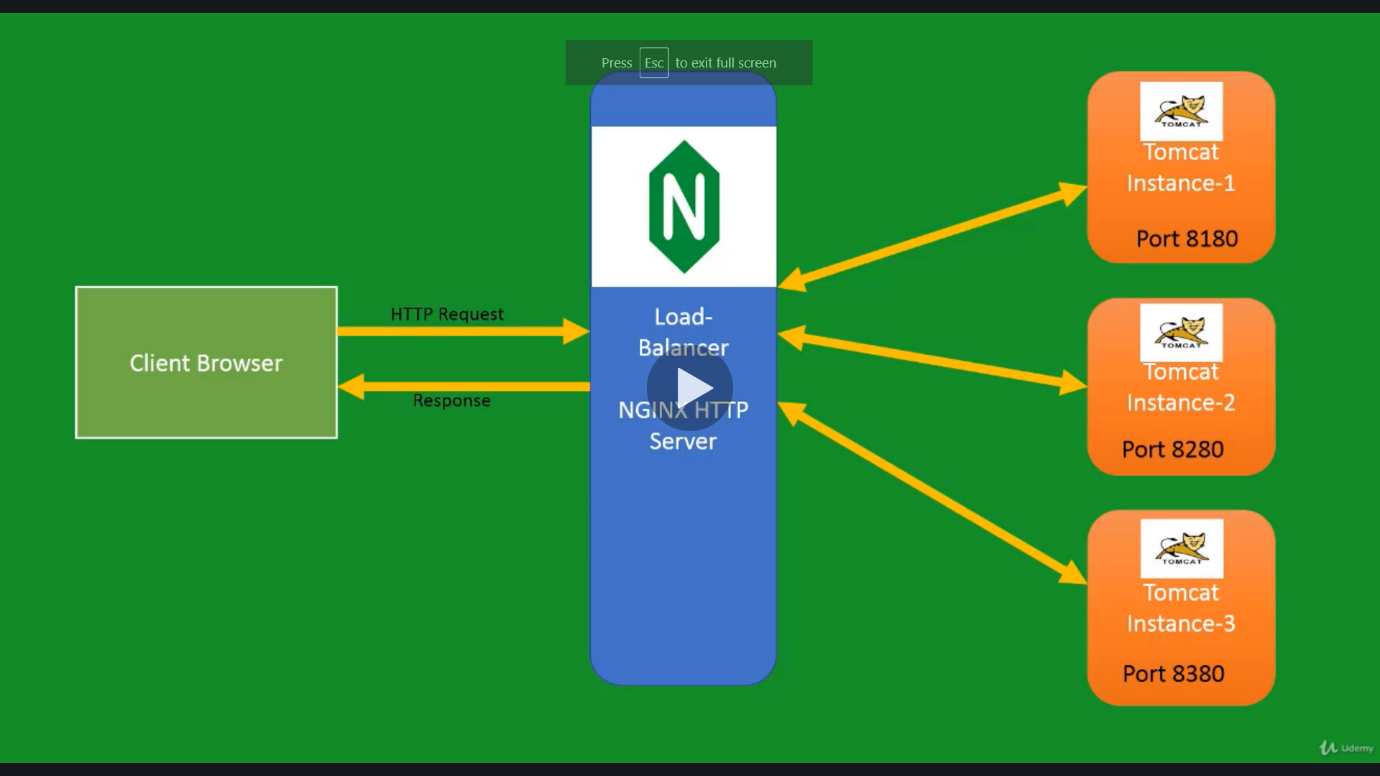 Press Esc to exit full screen
N
Load-
Balancer
NGINX HTTP
Server
Client Browser
HTTP Request
Response
TOMCAT
Tomcat
Instance-1
Port 8180
TOMCAT
Tomcat
Instance-2
Port 8280
TOMCAT
Tomcat
Instance-3
Port 8380
Udemy